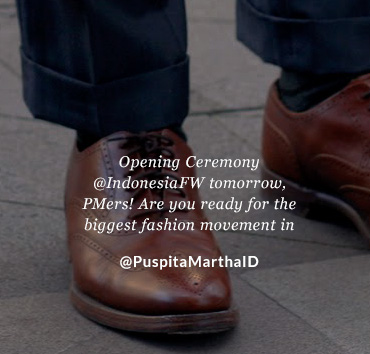 Opening Ceremony
@IndonesiaFW tomorrow,
PMers! Are you ready for the
biggest fashion movement in
@PuspitaMarthaID